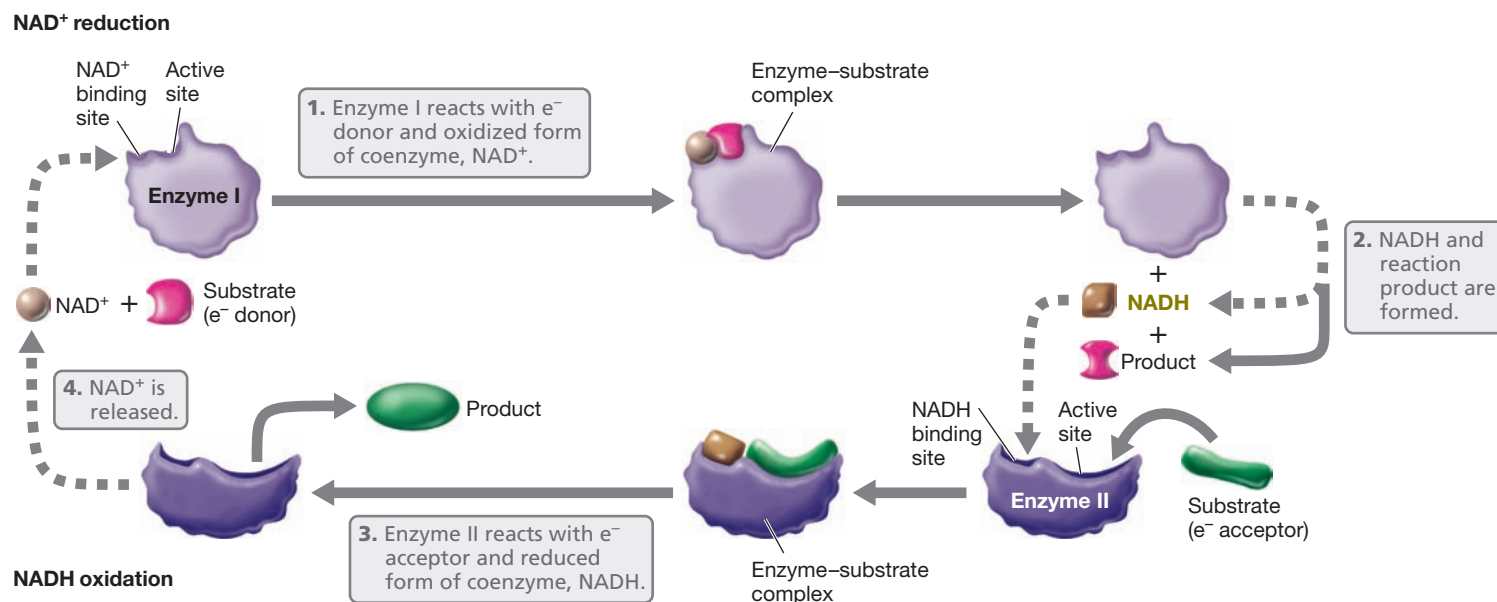 NAD⁺ reduction
NAD⁺
binding
site
Active
site
1. Enzyme I reacts with e⁻
donor and oxidized form
of coenzyme, NAD⁺.
Enzyme–substrate
complex
Enzyme I
2. NADH and
reaction
product are
formed.
NAD⁺ + Substrate
(e⁻ donor)
+
NADH
+
Product
4. NAD⁺ is
released.
Product
NADH
binding
site
Active
site
Enzyme II
Substrate
(e⁻ acceptor)
3. Enzyme II reacts with e⁻
acceptor and reduced
form of coenzyme, NADH.
Enzyme–substrate
complex
NADH oxidation